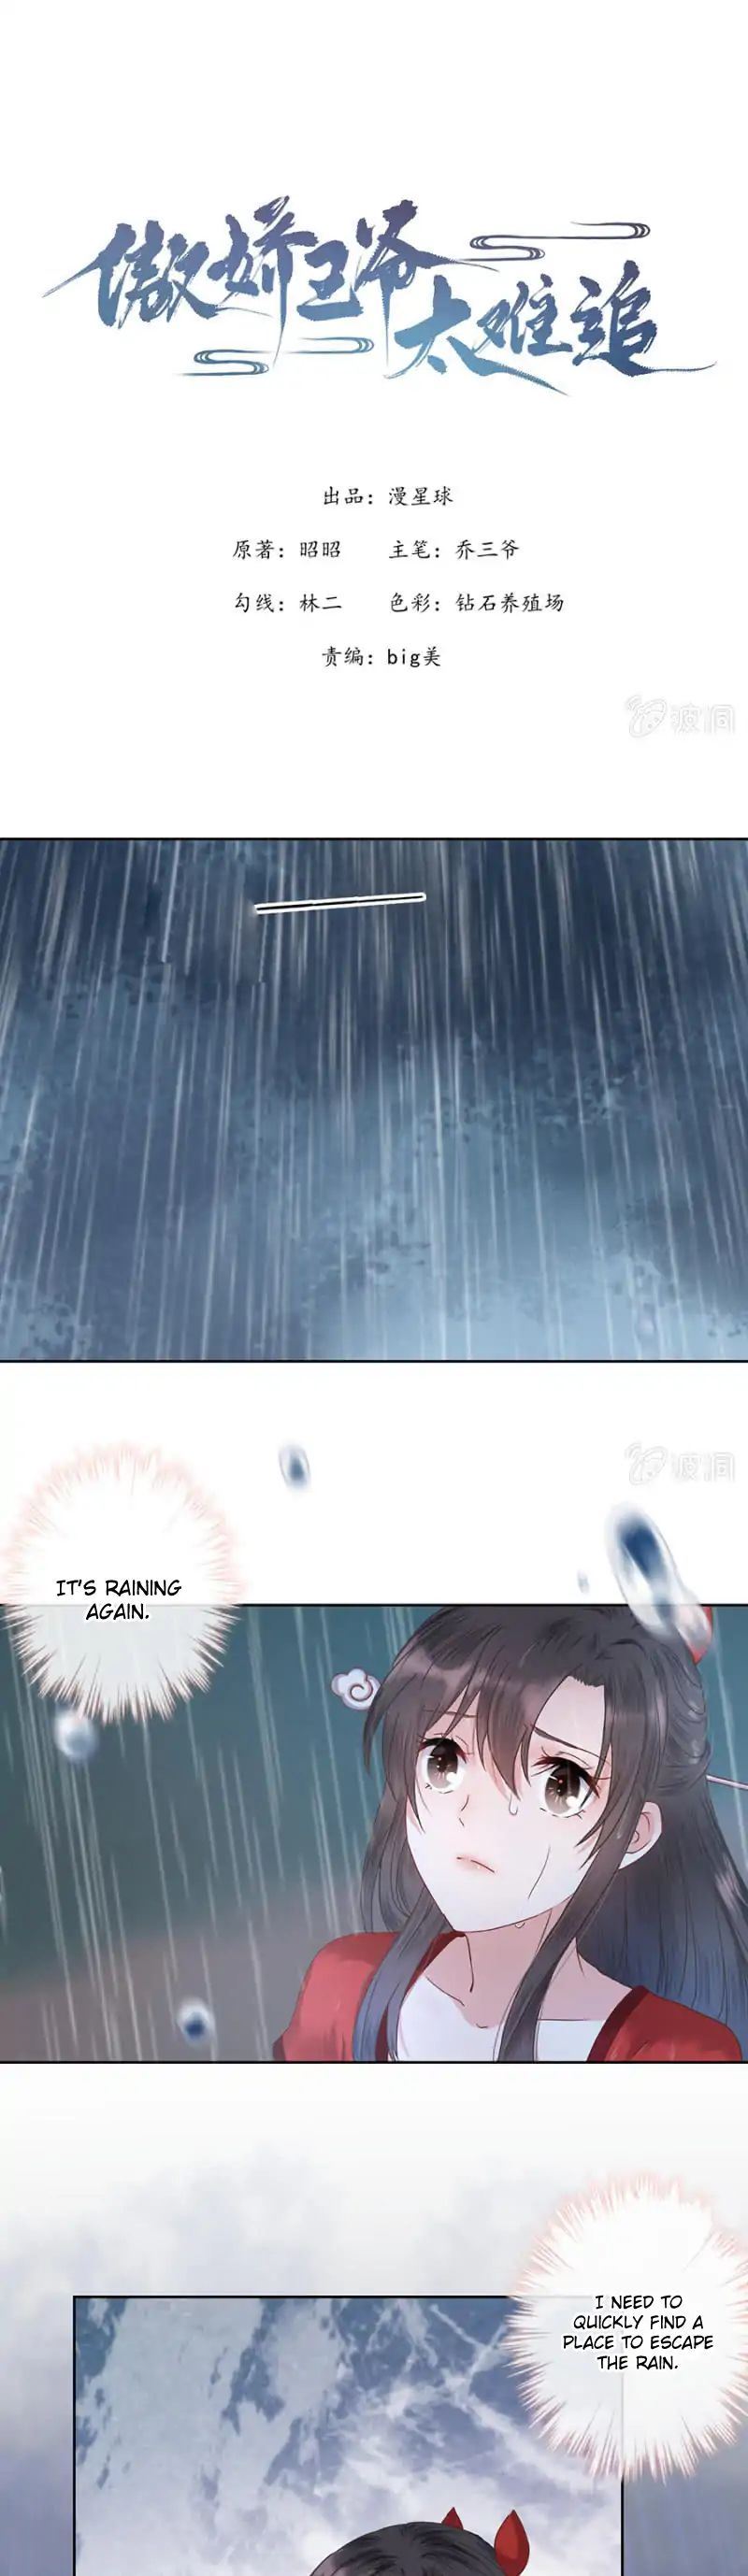 傲娇王爷
太难追
出品：漫星球
原著：昭昭 主笔：乔三爷
勾线：林二 色彩：钻石养殖场
责编：big美
波洞
波洞
IT'S RAINING
AGAIN.
I NEED TO
QUICKLY FIND A
PLACE TO ESCAPE
THE RAIN.